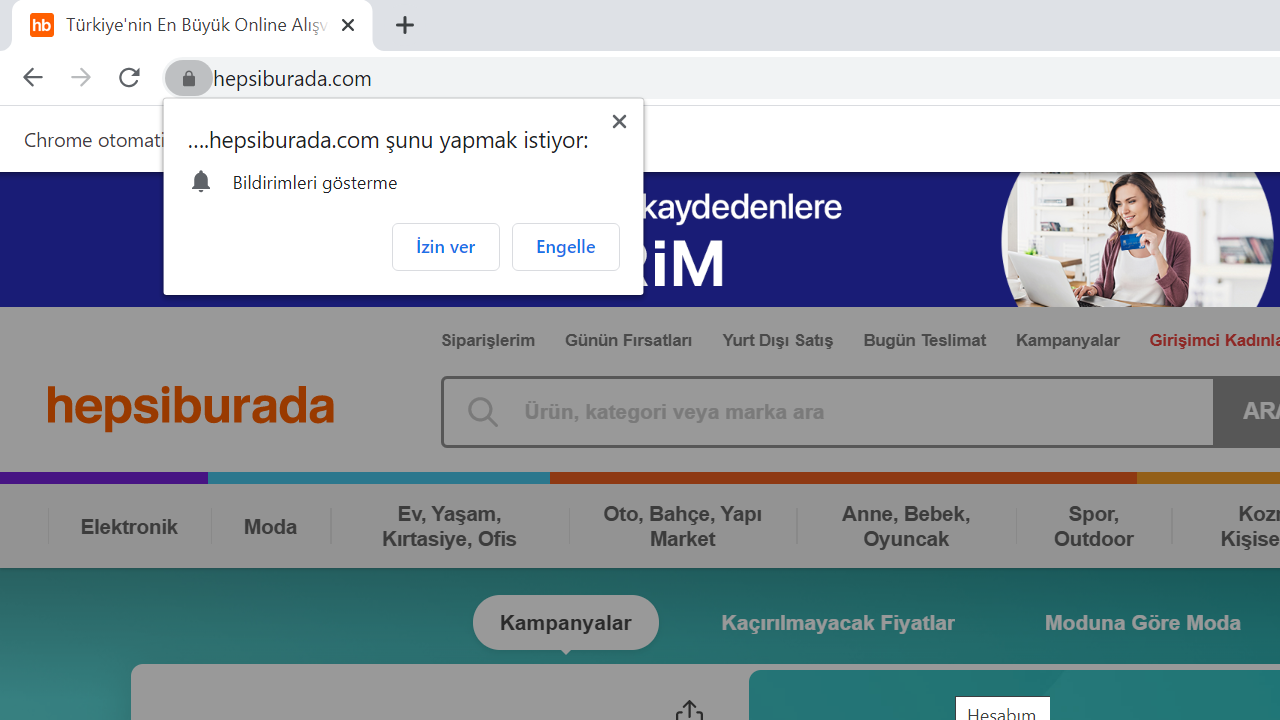 hb Türkiye'nin En Büyük Online Alışv
hepsiburada.com
Chrome otomati
....hepsiburada.com şunu yapmak istiyor:
Bildirimleri gösterme
İzin ver Engelle
kaydedenlere
RiM
Siparişlerim Günün Fırsatları Yurt Dışı Satış Bugün Teslimat Kampanyalar Girişimci Kadınla
hepsiburada
Ürün, kategori veya marka ara ARA
Elektronik Moda Ev, Yaşam, Kırtasiye, Ofis Oto, Bahçe, Yapı Market Anne, Bebek, Oyuncak Spor, Outdoor Kozm Kişise
Kampanyalar Kaçırılmayacak Fiyatlar Moduna Göre Moda
Hesabım